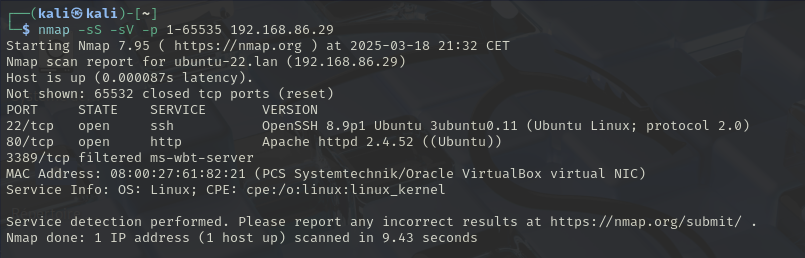 ┌──(kali㉿kali)-[~]
└─$ nmap -sS -sV -p 1-65535 192.168.86.29
Starting Nmap 7.95 ( https://nmap.org ) at 2025-03-18 21:32 CET
Nmap scan report for ubuntu-22.lan (192.168.86.29)
Host is up (0.000087s latency).
Not shown: 65532 closed tcp ports (reset)
PORT     STATE    SERVICE       VERSION
22/tcp   open     ssh           OpenSSH 8.9p1 Ubuntu 3ubuntu0.11 (Ubuntu Linux; protocol 2.0)
80/tcp   open     http          Apache httpd 2.4.52 ((Ubuntu))
3389/tcp filtered ms-wbt-server
MAC Address: 08:00:27:61:82:21 (PCS Systemtechnik/Oracle VirtualBox virtual NIC)
Service Info: OS: Linux; CPE: cpe:/o:linux:linux_kernel
Service detection performed. Please report any incorrect results at https://nmap.org/submit/ .
Nmap done: 1 IP address (1 host up) scanned in 9.43 seconds